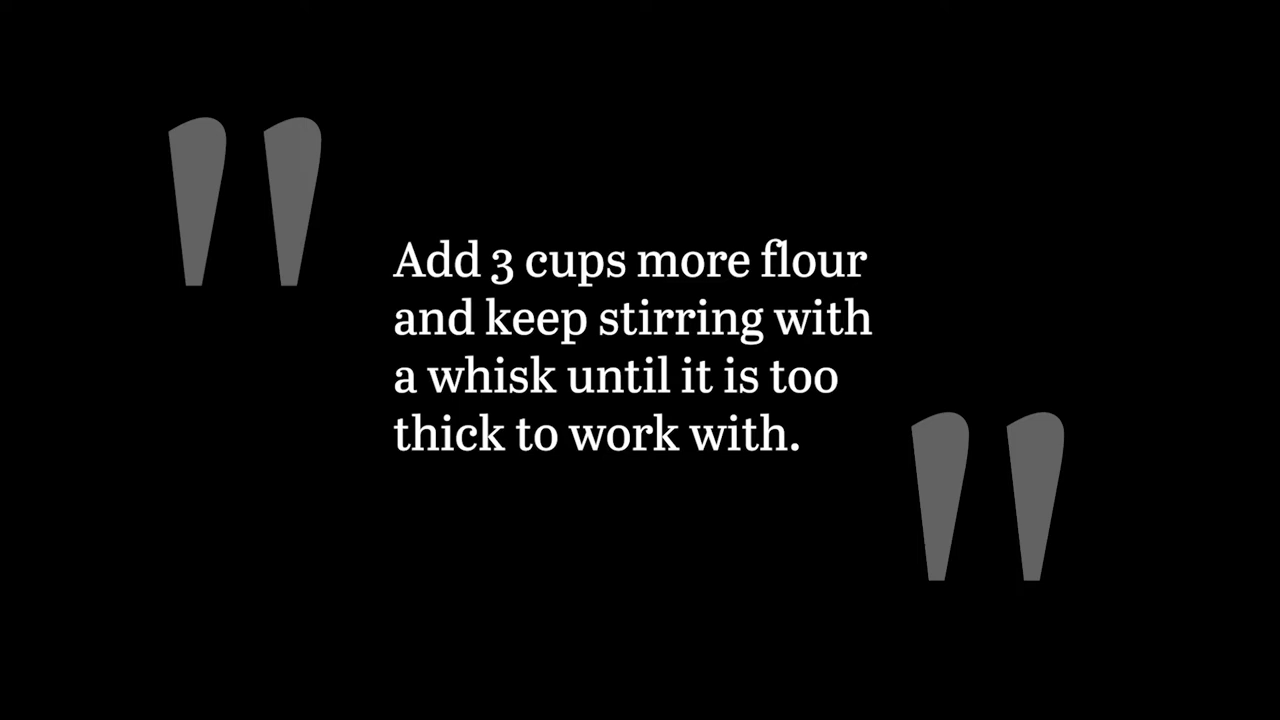 "
Add 3 cups more flour
and keep stirring with
a whisk until it is too
thick to work with.
"